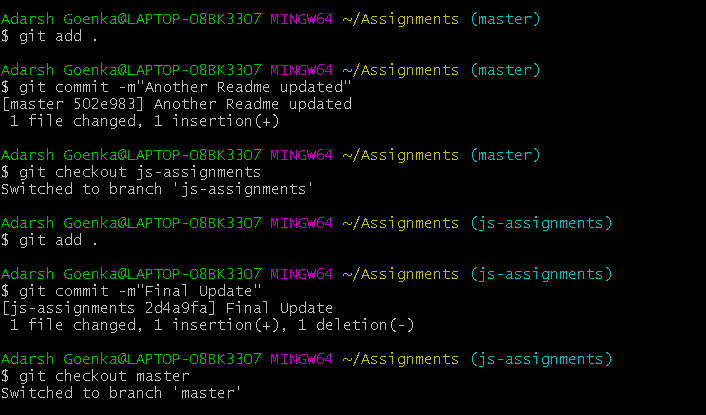 Adarsh Goenka@LAPTOP-O8BK33O7 MINGW64 ~/Assignments (master)
$ git add .
Adarsh Goenka@LAPTOP-O8BK33O7 MINGW64 ~/Assignments (master)
$ git commit -m"Another Readme updated"
[master 502e983] Another Readme updated
 1 file changed, 1 insertion(+)
Adarsh Goenka@LAPTOP-O8BK33O7 MINGW64 ~/Assignments (master)
$ git checkout js-assignments
Switched to branch 'js-assignments'
Adarsh Goenka@LAPTOP-O8BK33O7 MINGW64 ~/Assignments (js-assignments)
$ git add .
Adarsh Goenka@LAPTOP-O8BK33O7 MINGW64 ~/Assignments (js-assignments)
$ git commit -m"Final Update"
[js-assignments 2d4a9fa] Final Update
 1 file changed, 1 insertion(+), 1 deletion(-)
Adarsh Goenka@LAPTOP-O8BK33O7 MINGW64 ~/Assignments (js-assignments)
$ git checkout master
Switched to branch 'master'